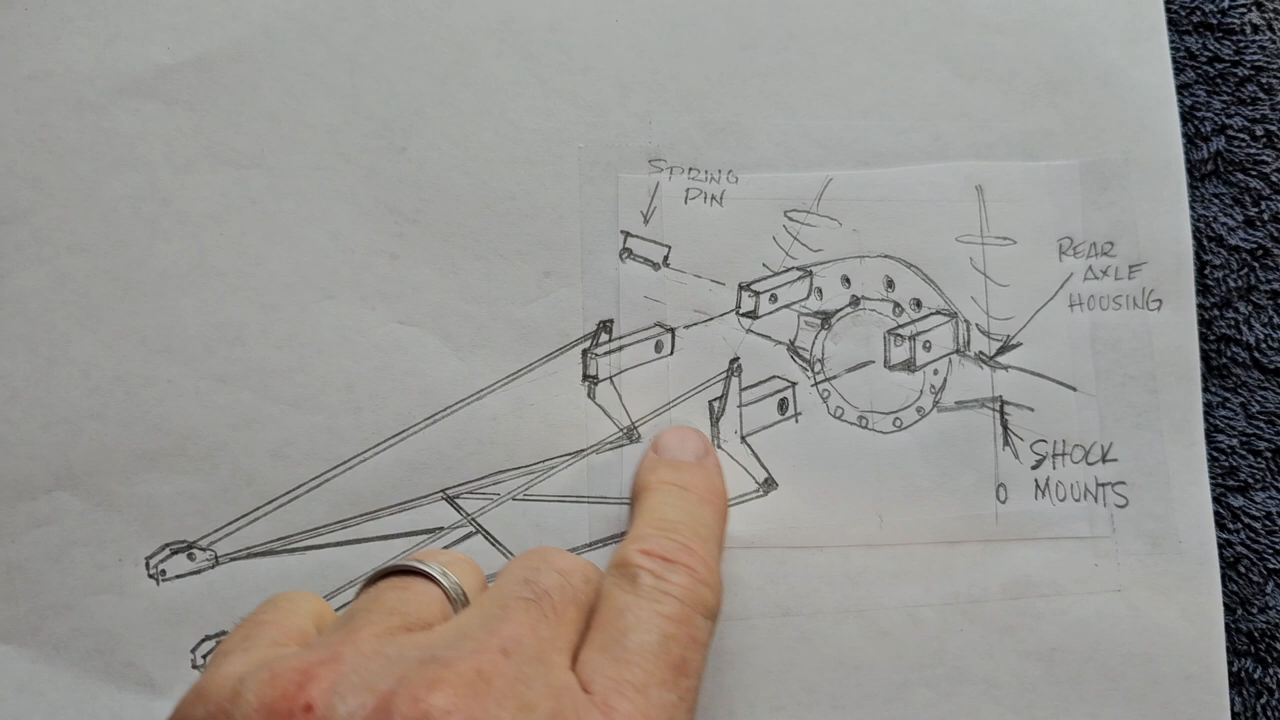 SPRING
PIN
REAR
AXLE
HOUSING
SHOCK
MOUNTS